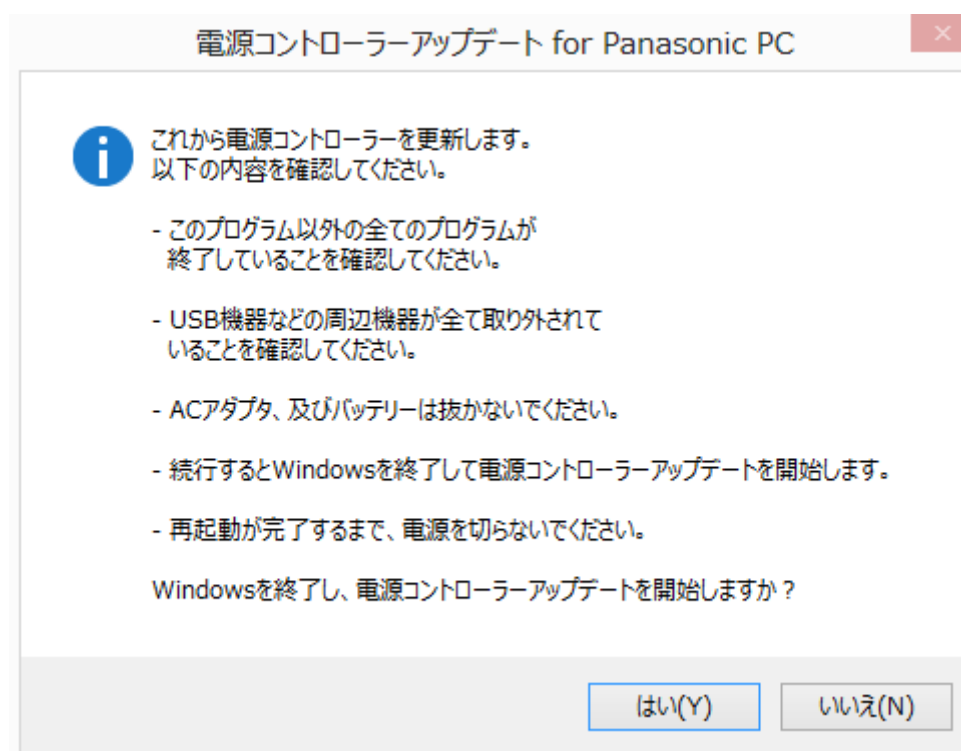 電源コントローラーアップデート for Panasonic PC
これから電源コントローラーを更新します。
以下の内容を確認してください。
- このプログラム以外の全てのプログラムが
終了していることを確認してください。
- USB機器などの周辺機器が全て取り外されて
いることを確認してください。
- ACアダプタ、及びバッテリーは抜かないでください。
- 続行するとWindowsを終了して電源コントローラーアップデートを開始します。
- 再起動が完了するまで、電源を切らないでください。
Windowsを終了し、電源コントローラーアップデートを開始しますか？
はい(Y) いいえ(N)